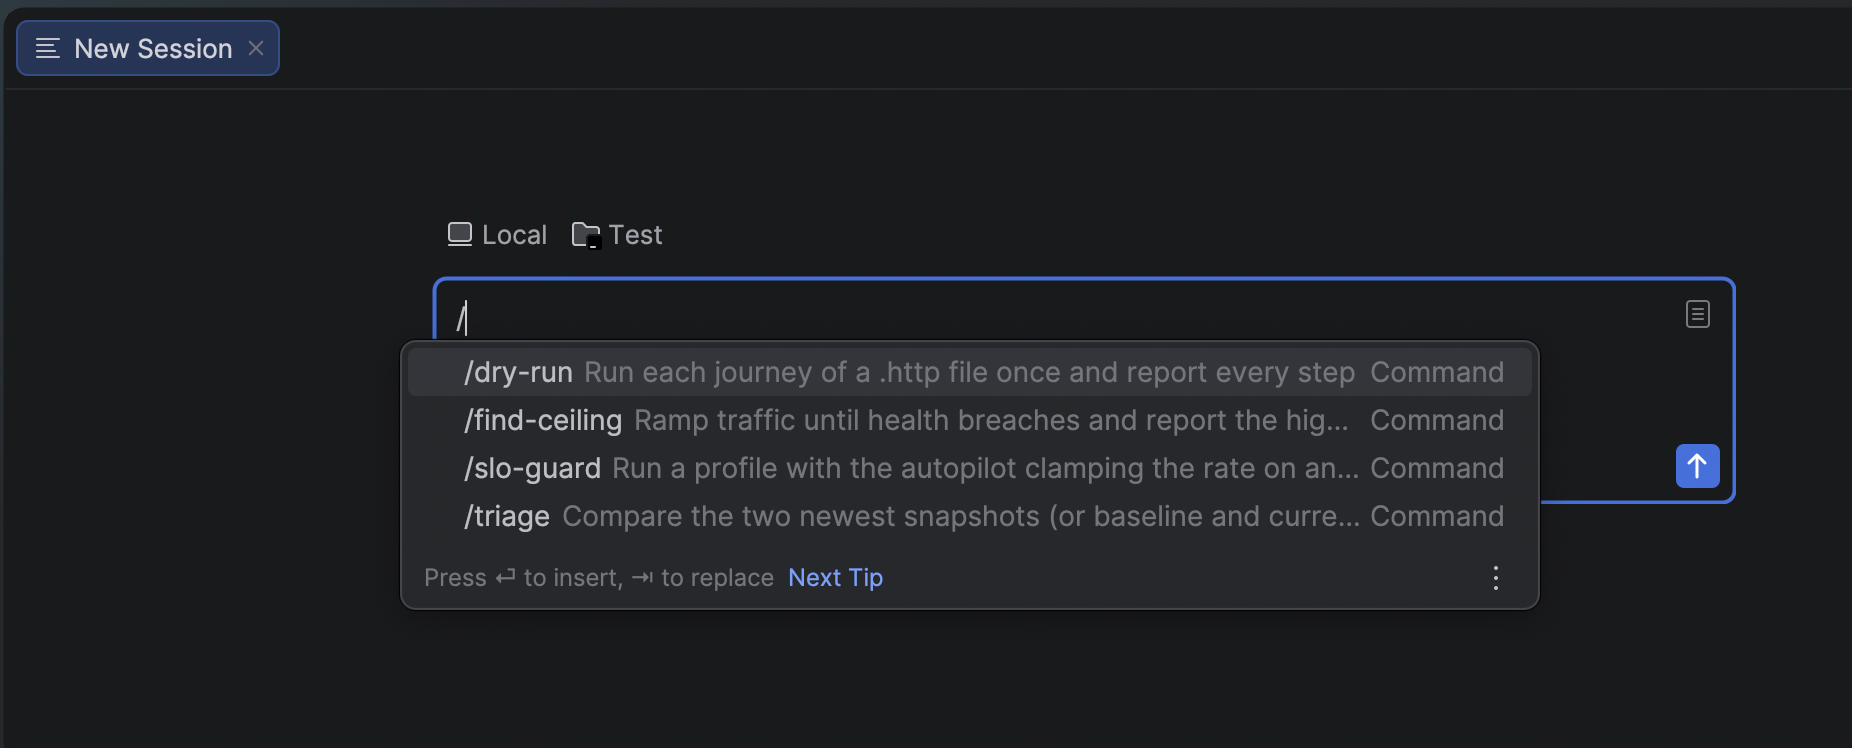 New Session
Local Test
/
/dry-run Run each journey of a .http file once and report every step Command
/find-ceiling Ramp traffic until health breaches and report the hig... Command
/slo-guard Run a profile with the autopilot clamping the rate on an... Command
/triage Compare the two newest snapshots (or baseline and curre... Command
Press ↵ to insert, ⇥ to replace Next Tip